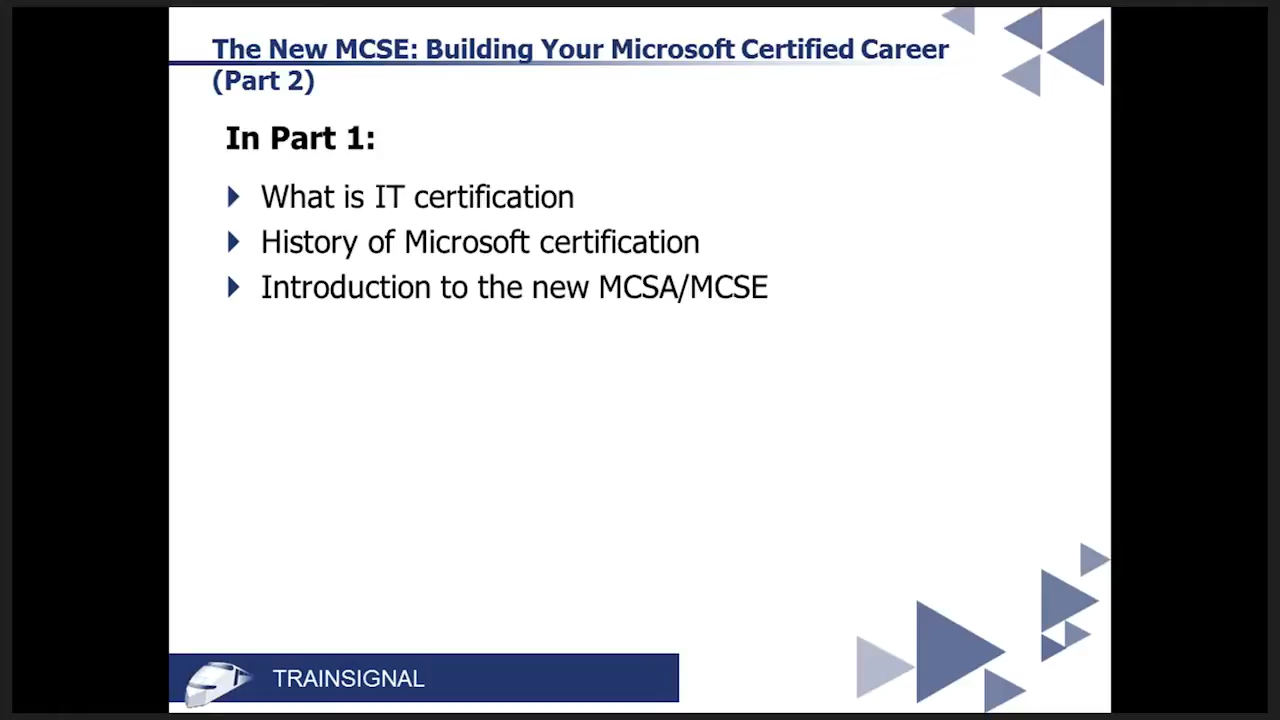 The New MCSE: Building Your Microsoft Certified Career
(Part 2)
In Part 1:
What is IT certification
History of Microsoft certification
Introduction to the new MCSA/MCSE
TRAINSIGNAL